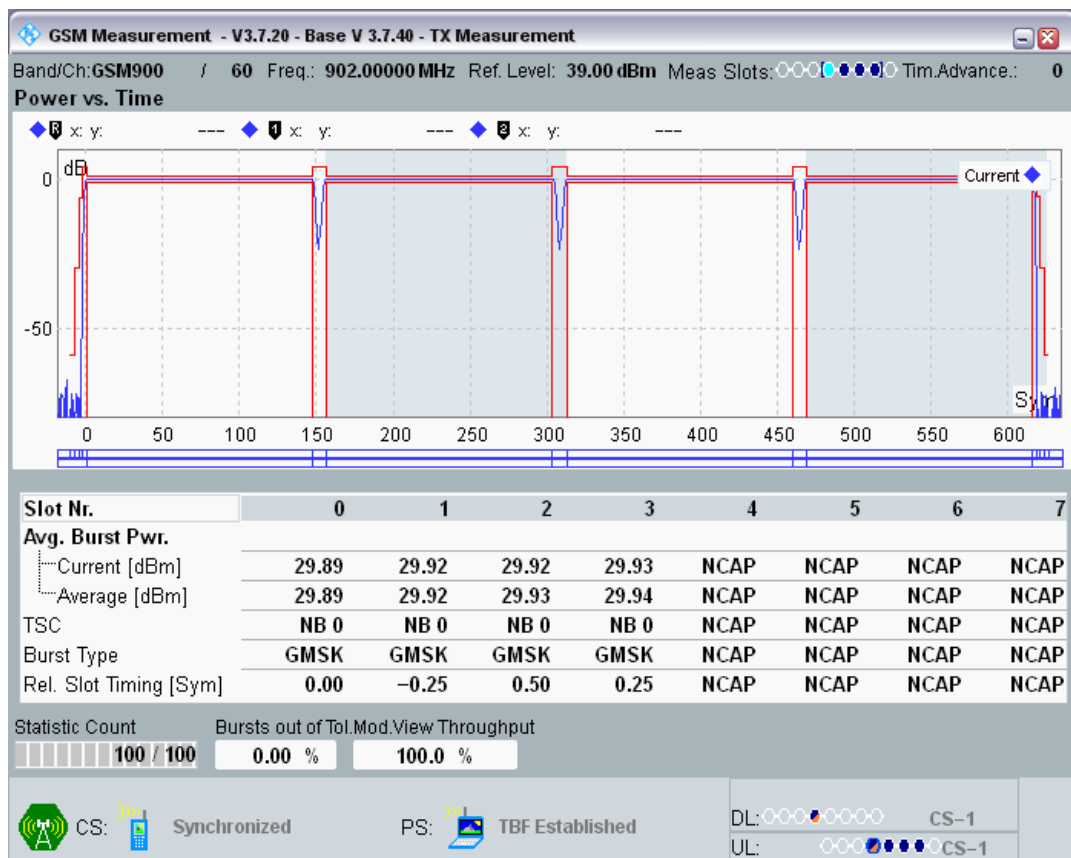 GSM Measurement - V3.7.20 - Base V 3.7.40 - TX Measurement
Band/Ch:GSM900 / 60 Freq.: 902.00000 MHz Ref. Level: 39.00 dBm Meas Slots: Tim.Advance.: 0
Power vs. Time
R x: y: --- 1 x: y: --- 2 x: y: ---
dB
Current
0
-50
0 50 100 150 200 250 300 350 400 450 500 550 600
Slot Nr. 0 1 2 3 4 5 6 7
Avg. Burst Pwr.
Current [dBm] 29.89 29.92 29.92 29.93 NCAP NCAP NCAP NCAP
Average [dBm] 29.89 29.92 29.93 29.94 NCAP NCAP NCAP NCAP
TSC NB 0 NB 0 NB 0 NB 0 NCAP NCAP NCAP NCAP
Burst Type GMSK GMSK GMSK GMSK NCAP NCAP NCAP NCAP
Rel. Slot Timing [Sym] 0.00 −0.25 0.50 0.25 NCAP NCAP NCAP NCAP
Statistic Count Bursts out of Tol. Mod.View Throughput
100 / 100 0.00 % 100.0 %
CS: Synchronized PS: TBF Established
DL: CS−1
UL: CS−1